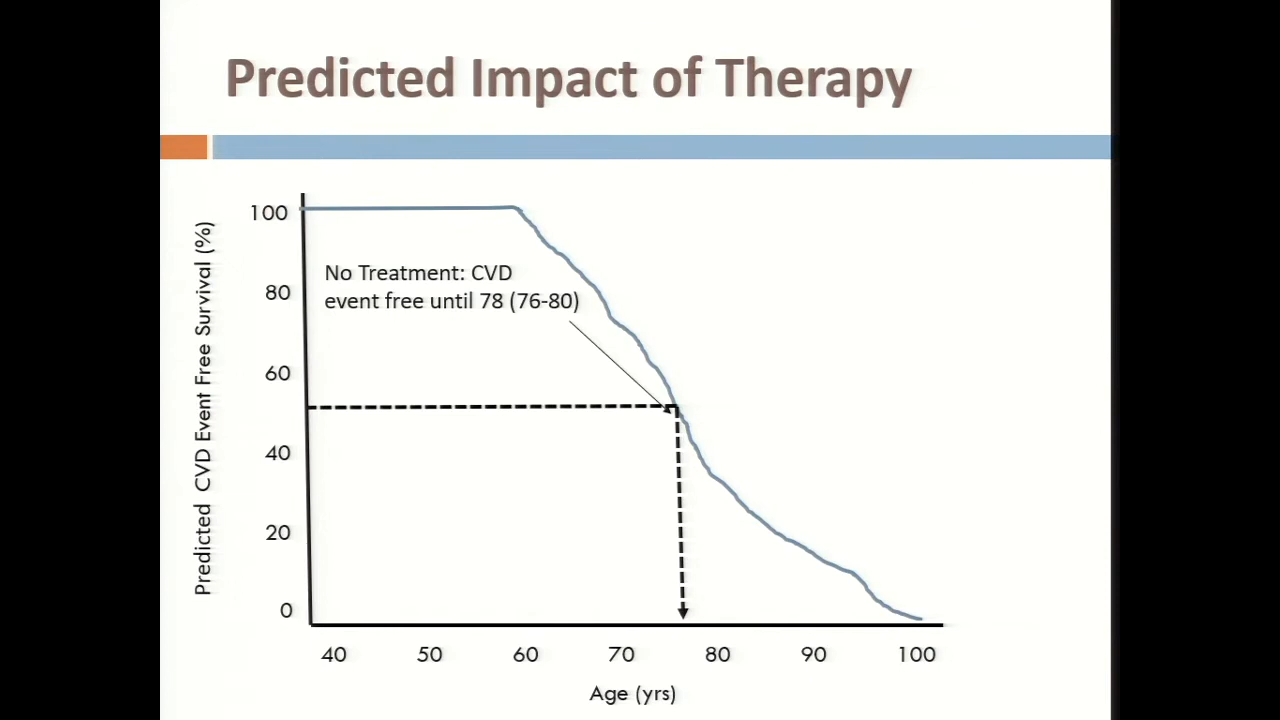 Predicted Impact of Therapy
Predicted CVD Event Free Survival (%)
100
80
60
40
20
0
No Treatment: CVD
event free until 78 (76-80)
40 50 60 70 80 90 100
Age (yrs)